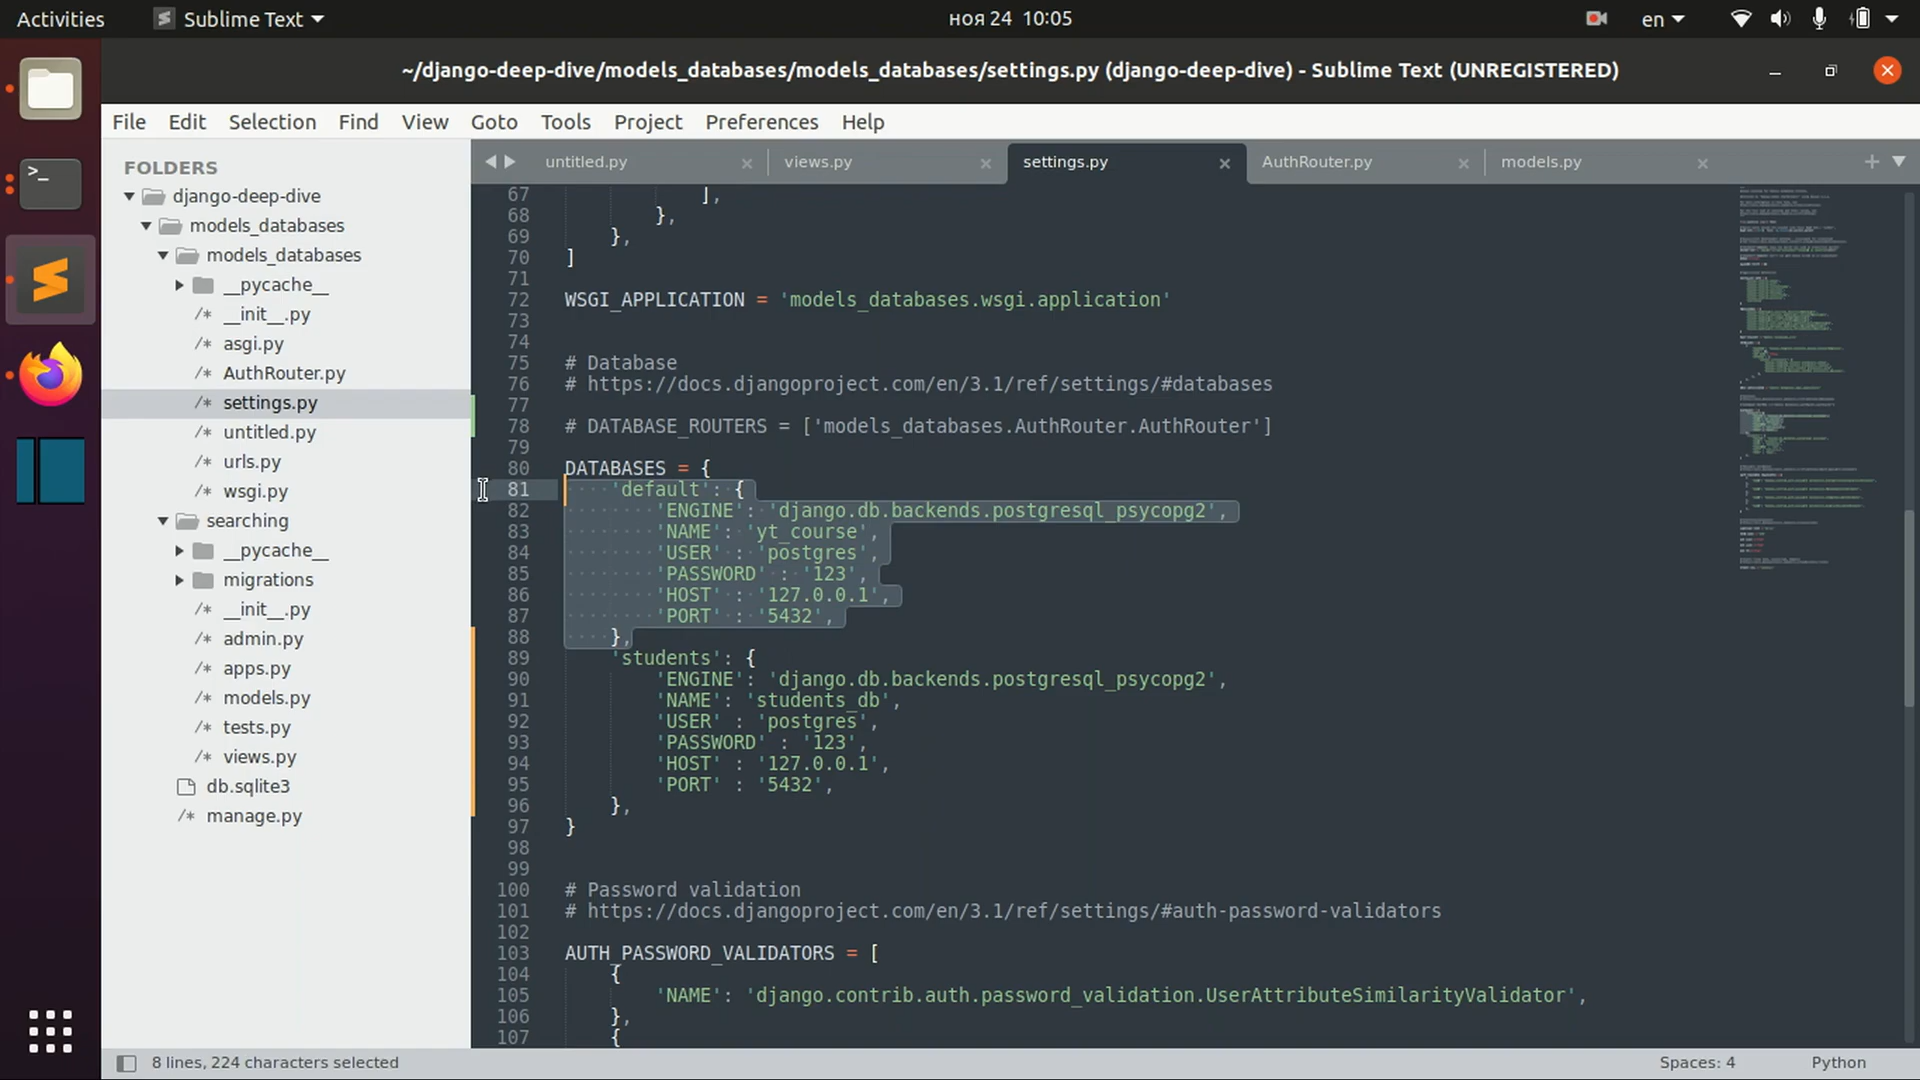 Activities
Sublime Text
ноя 24 10:05
en
~/django-deep-dive/models_databases/models_databases/settings.py (django-deep-dive) - Sublime Text (UNREGISTERED)
File Edit Selection Find View Goto Tools Project Preferences Help
FOLDERS
django-deep-dive
models_databases
models_databases
__pycache__
/* __init__.py
/* asgi.py
/* AuthRouter.py
/* settings.py
/* untitled.py
/* urls.py
/* wsgi.py
searching
__pycache__
migrations
/* __init__.py
/* admin.py
/* apps.py
/* models.py
/* tests.py
/* views.py
db.sqlite3
/* manage.py
untitled.py × views.py × settings.py × AuthRouter.py × models.py ×
67 ],
68 },
69 },
70 ]
71
72 WSGI_APPLICATION = 'models_databases.wsgi.application'
73
74
75 # Database
76 # https://docs.djangoproject.com/en/3.1/ref/settings/#databases
77
78 # DATABASE_ROUTERS = ['models_databases.AuthRouter.AuthRouter']
79
80 DATABASES = {
81 'default': {
82 'ENGINE': 'django.db.backends.postgresql_psycopg2',
83 'NAME': 'yt_course',
84 'USER' : 'postgres',
85 'PASSWORD' : '123',
86 'HOST' : '127.0.0.1',
87 'PORT' : '5432',
88 },
89 'students': {
90 'ENGINE': 'django.db.backends.postgresql_psycopg2',
91 'NAME': 'students_db',
92 'USER' : 'postgres',
93 'PASSWORD' : '123',
94 'HOST' : '127.0.0.1',
95 'PORT' : '5432',
96 },
97 }
98
99
100 # Password validation
101 # https://docs.djangoproject.com/en/3.1/ref/settings/#auth-password-validators
102
103 AUTH_PASSWORD_VALIDATORS = [
104 {
105 'NAME': 'django.contrib.auth.password_validation.UserAttributeSimilarityValidator',
106 },
107 {
8 lines, 224 characters selected
Spaces: 4
Python